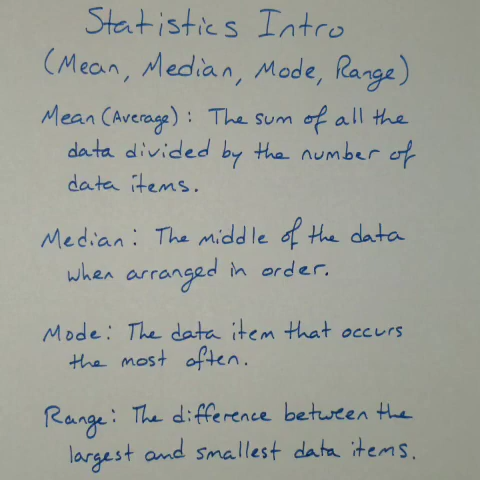 Statistics Intro
(Mean, Median, Mode, Range)
Mean (Average): The sum of all the
data divided by the number of
data items.
Median: The middle of the data
when arranged in order.
Mode: The data item that occurs
the most often.
Range: The difference between the
largest and smallest data items.